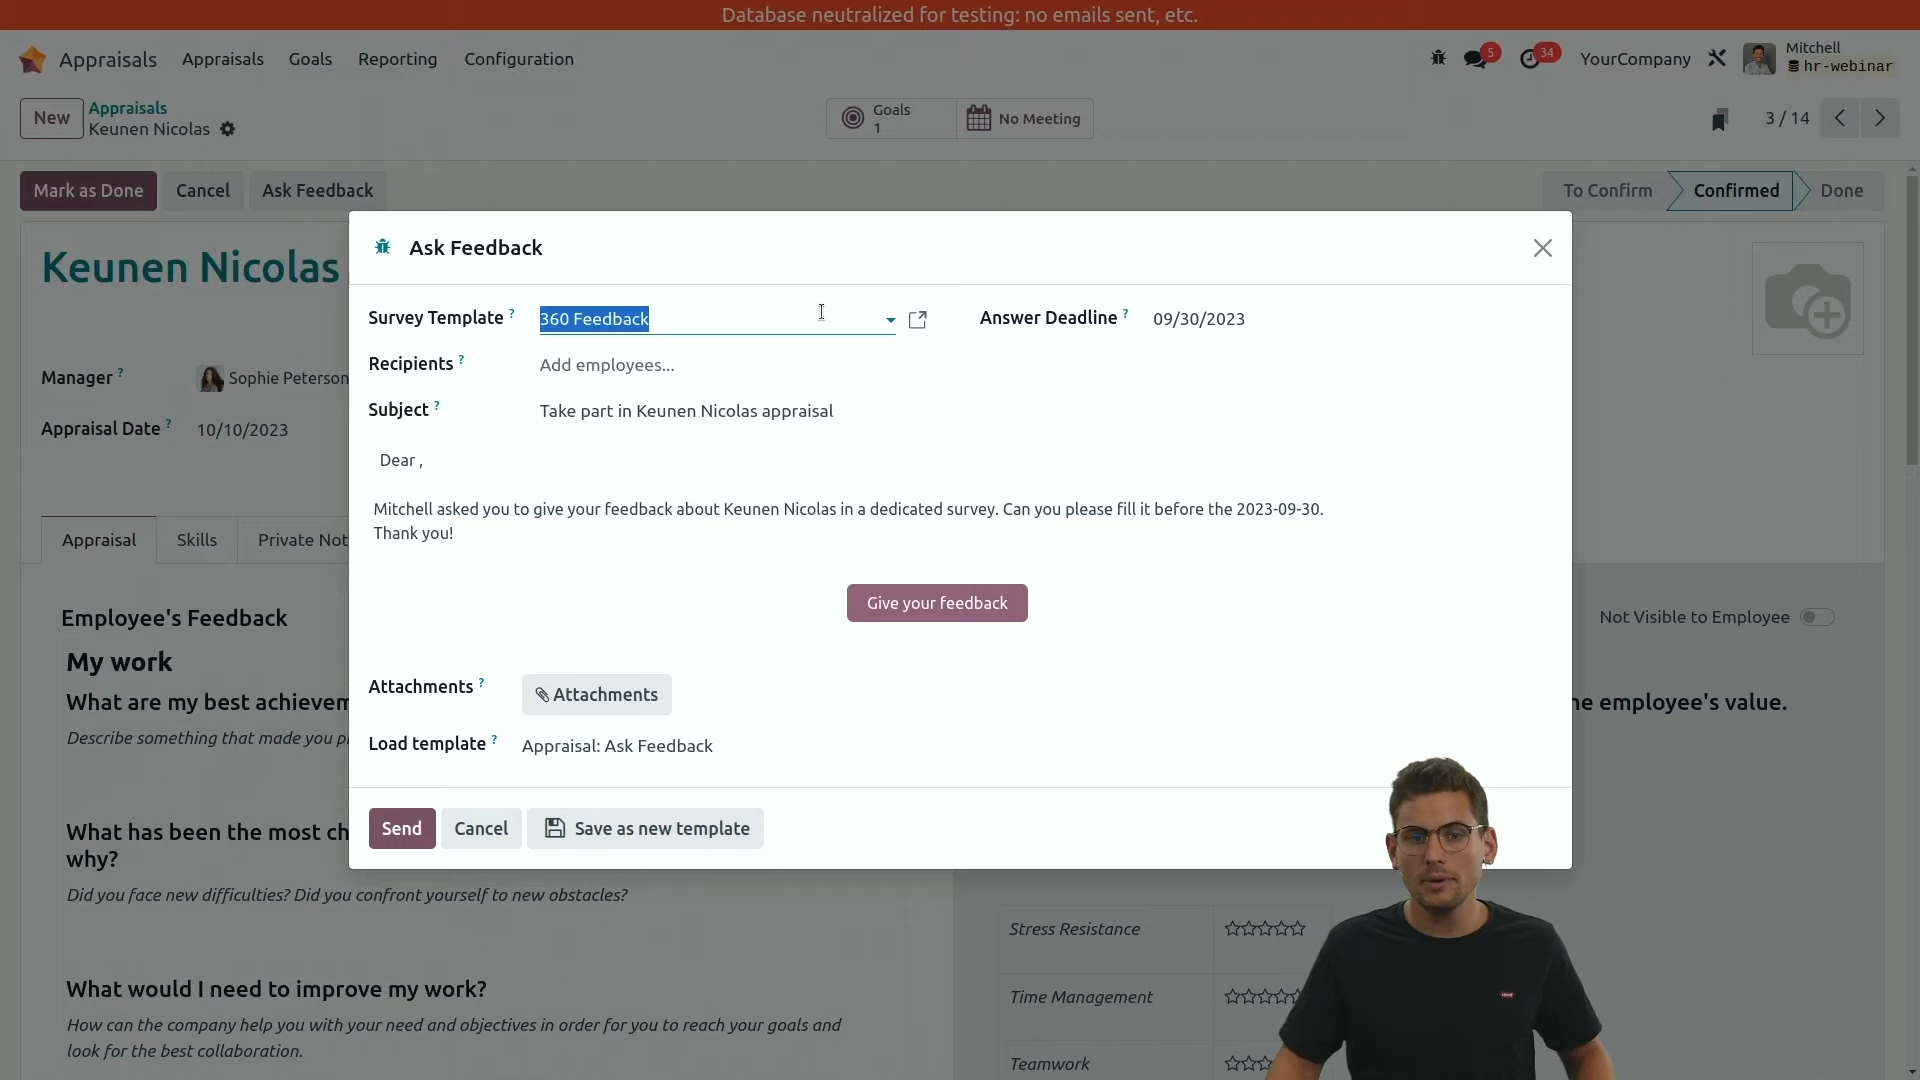 Database neutralized for testing: no emails sent, etc.
Appraisals Appraisals Goals Reporting Configuration 5 34 YourCompany Mitchell
hr-webinar
New Appraisals
Keunen Nicolas
Goals
1
No Meeting
3 / 14
Mark as Done Cancel Ask Feedback To Confirm Confirmed Done
Keunen Nicolas
Ask Feedback
Survey Template ? 360 Feedback Answer Deadline ? 09/30/2023
Recipients ? Add employees...
Subject ? Take part in Keunen Nicolas appraisal
Manager ? Sophie Peterson
Appraisal Date ? 10/10/2023
Dear ,
Mitchell asked you to give your feedback about Keunen Nicolas in a dedicated survey. Can you please fill it before the 2023-09-30.
Thank you!
Give your feedback
Attachments ? Attachments
Load template ? Appraisal: Ask Feedback
Send Cancel Save as new template
Appraisal Skills Private Not
Employee's Feedback
Not Visible to Employee
My work
What are my best achievem
he employee's value.
Describe something that made you p
What has been the most ch
why?
Did you face new difficulties? Did you confront yourself to new obstacles?
What would I need to improve my work?
How can the company help you with your need and objectives in order for you to reach your goals and
look for the best collaboration.
Stress Resistance
Time Management
Teamwork